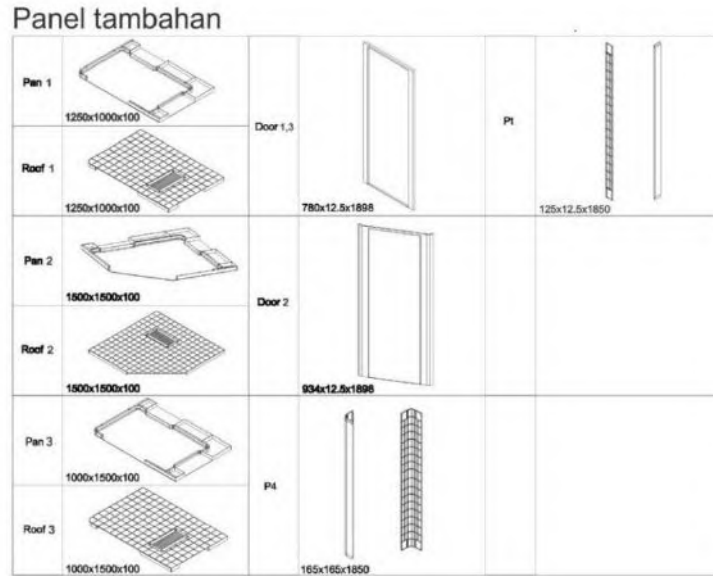 Panel tambahan
Pan 1
1250x1000x100
Roof 1
1250x1000x100
Door 1,3
780x12.5x1898
Pt
125x12.5x1850
Pan 2
1500x1500x100
Roof 2
1500x1500x100
Door 2
934x12.5x1898
Pan 3
1000x1500x100
Roof 3
1000x1500x100
P4
165x165x1850